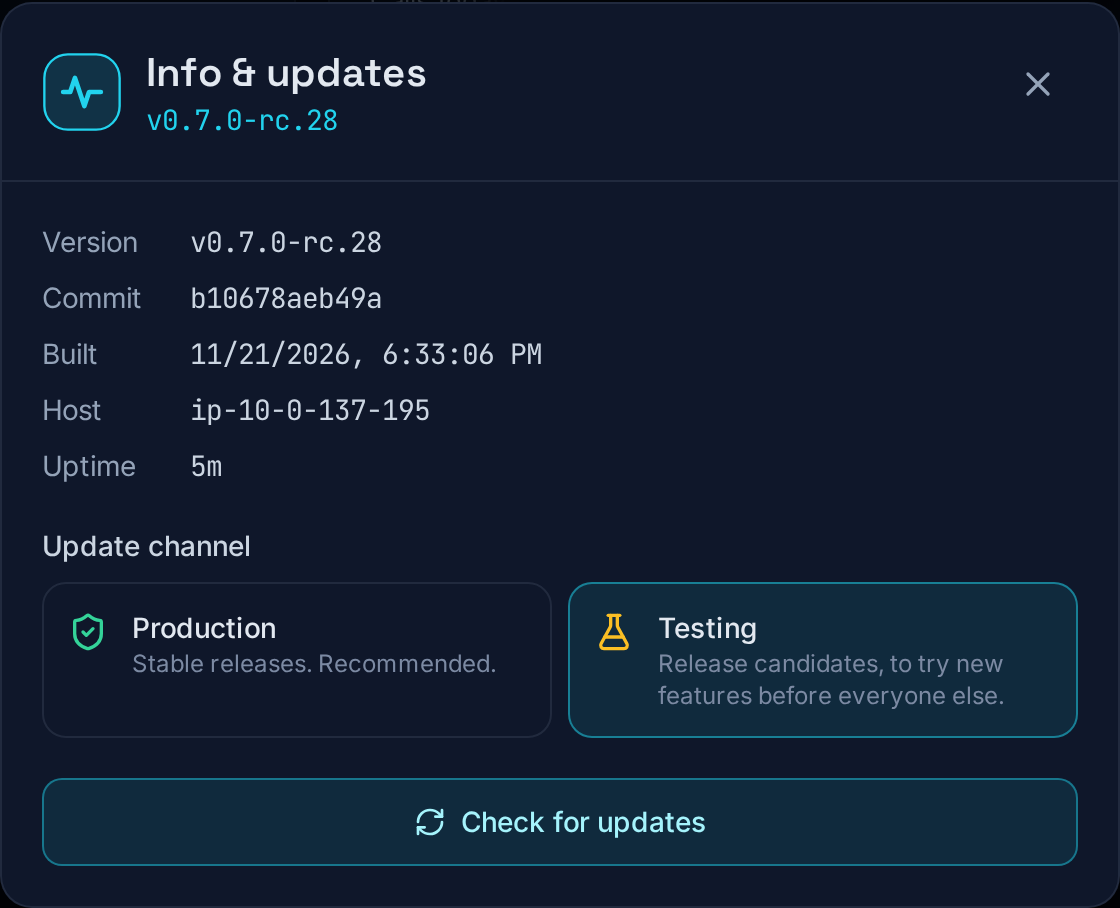 Info & updates
v0.7.0-rc.28
Version v0.7.0-rc.28
Commit b10678aeb49a
Built 11/21/2026, 6:33:06 PM
Host ip-10-0-137-195
Uptime 5m
Update channel
Production
Stable releases. Recommended.
Testing
Release candidates, to try new
features before everyone else.
Check for updates